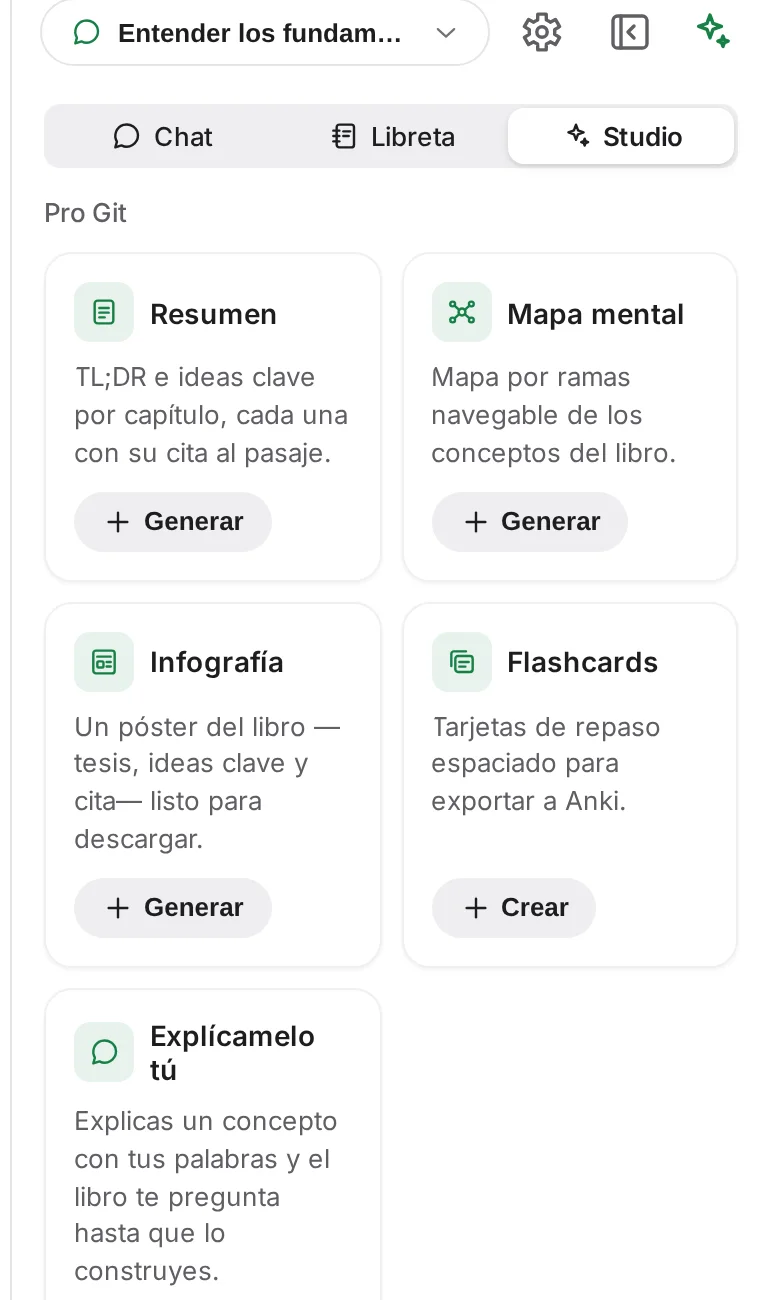 Entender los fundam...
Chat
Libreta
Studio
Pro Git
Resumen
TL;DR e ideas clave
por capítulo, cada una
con su cita al pasaje.
Generar
Mapa mental
Mapa por ramas
navegable de los
conceptos del libro.
Generar
Infografía
Un póster del libro —
tesis, ideas clave y
cita— listo para
descargar.
Generar
Flashcards
Tarjetas de repaso
espaciado para
exportar a Anki.
Crear
Explícamelo
tú
Explicas un concepto
con tus palabras y el
libro te pregunta
hasta que lo
construyes.